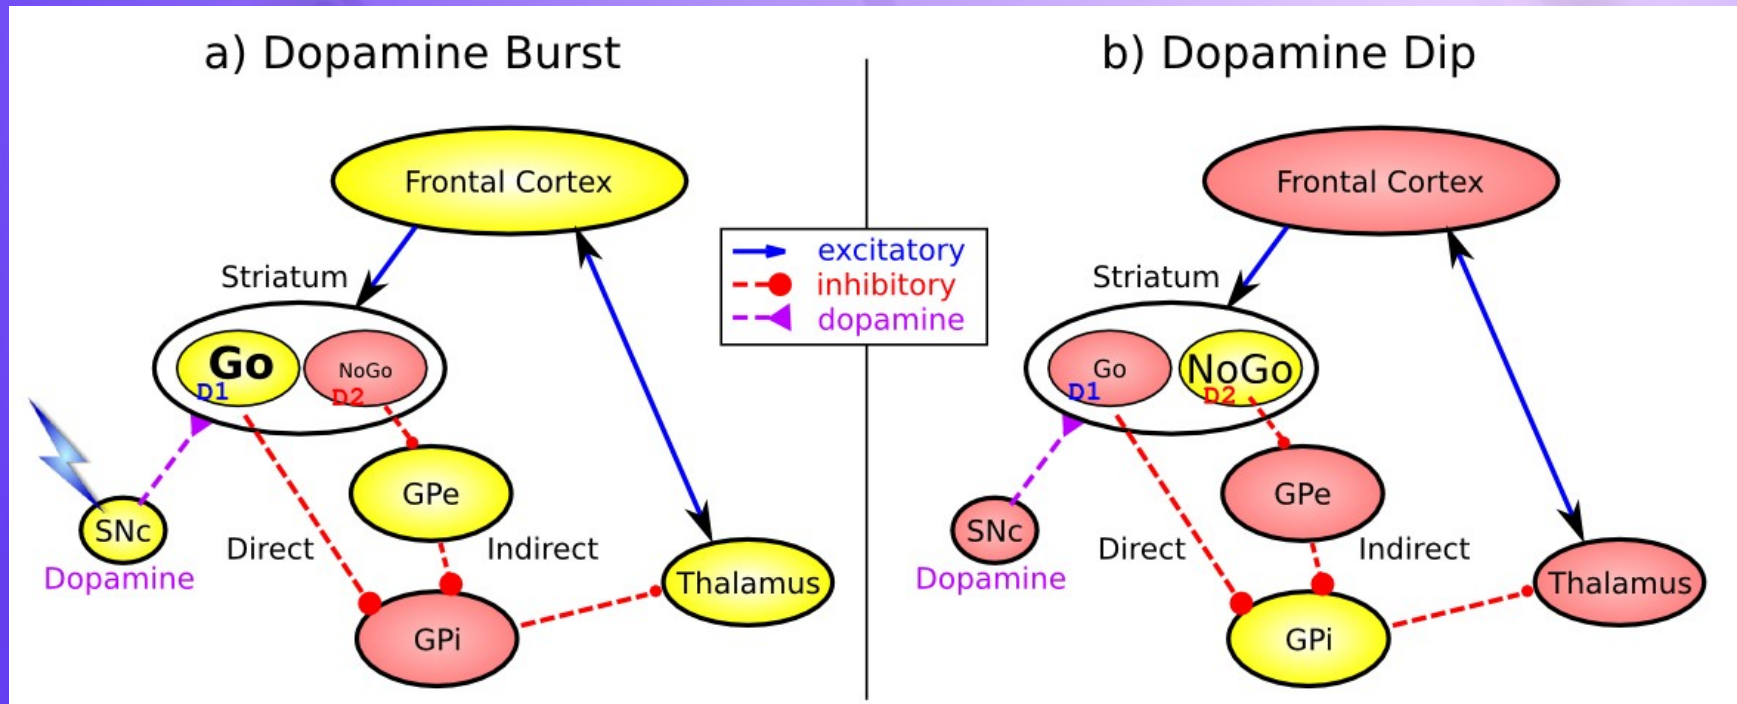 a) Dopamine Burst
Frontal Cortex
Striatum
Go
D1
NoGo
D2
GPe
SNc
Dopamine
Direct
Indirect
GPi
Thalamus
excitatory
inhibitory
dopamine
b) Dopamine Dip
Frontal Cortex
Striatum
Go
D1
NoGo
D2
GPe
SNc
Dopamine
Direct
Indirect
GPi
Thalamus